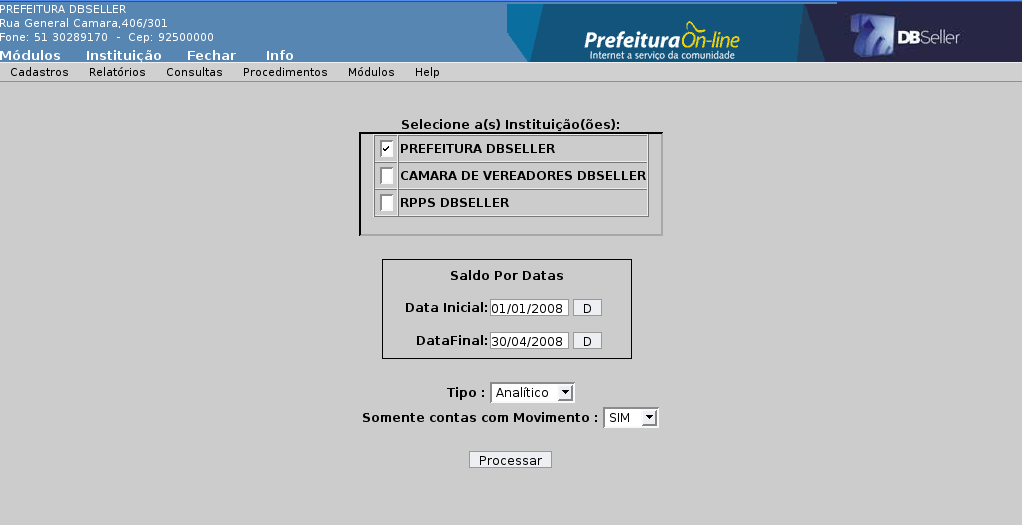 PREFEITURA DBSELLER
Rua General Camara,406/301
Fone: 51 30289170 - Cep: 92500000
Módulos Instituição Fechar Info
PrefeituraOn-line
Internet a serviço da comunidade
DBSeller
Cadastros Relatórios Consultas Procedimentos Módulos Help
Selecione a(s) Instituição(ões):
PREFEITURA DBSELLER
CAMARA DE VEREADORES DBSELLER
RPPS DBSELLER
Saldo Por Datas
Data Inicial: 01/01/2008 D
DataFinal: 30/04/2008 D
Tipo : Analítico
Somente contas com Movimento : SIM
Processar